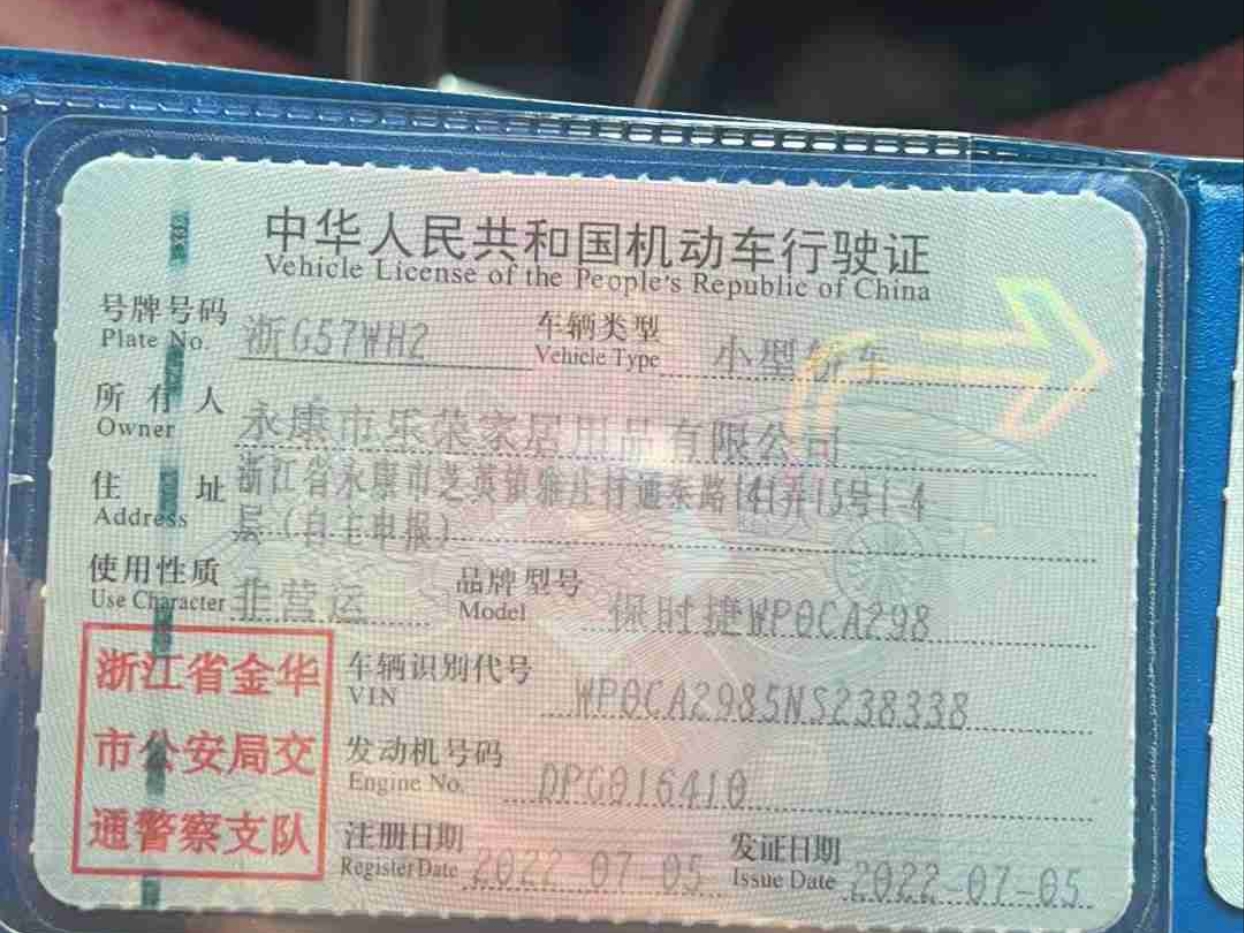 中华人民共和国机动车行驶证
Vehicle License of the People's Republic of China
号牌号码 浙G57WH2 车辆类型 小型轿车
Plate No. Vehicle Type
所有人 永康市乐荣家居用品有限公司
Owner
住址 浙江省永康市芝英镇雅庄村通东路141弄15号1-4
Address 层(自主申报)
使用性质 非营运 品牌型号 保时捷WP0CA298
Use Character Model
浙江省金华
市公安局交
通警察支队
车辆识别代号 WP0CA2985NS238338
VIN
发动机号码 DPG016410
Engine No.
注册日期 2022-07-05 发证日期 2022-07-05
Register Date Issue Date